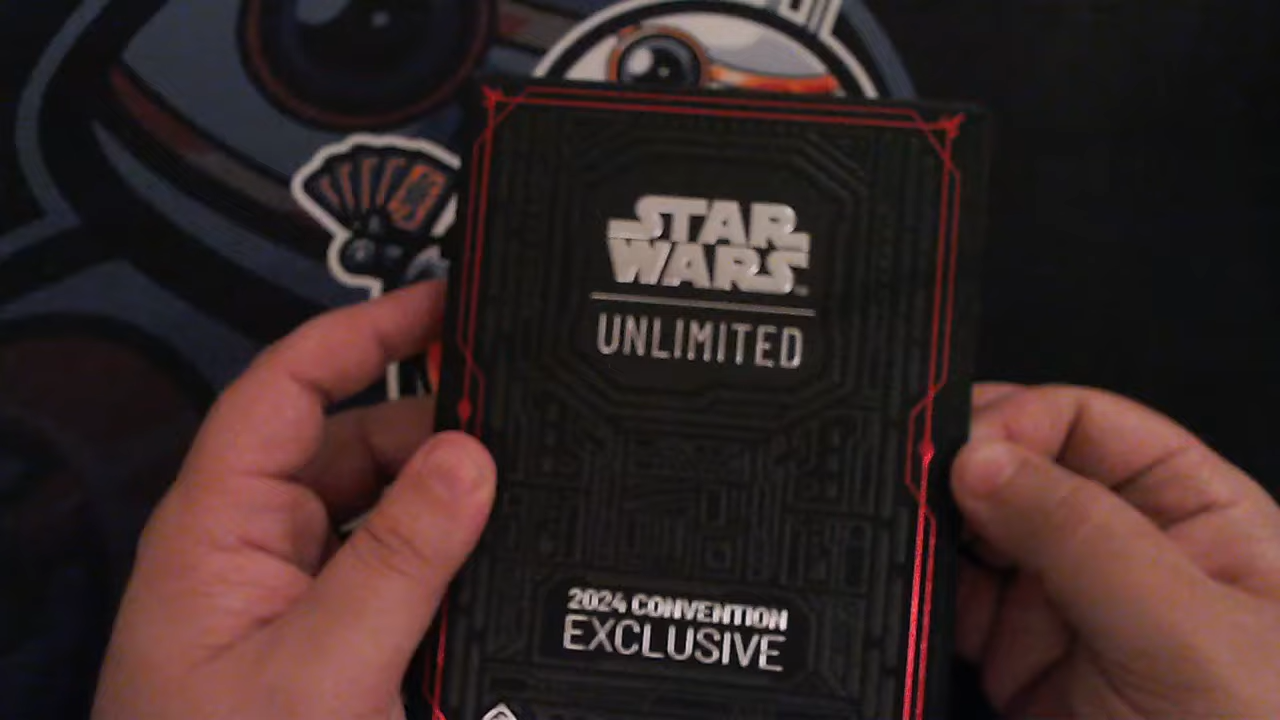 STAR
WARS
UNLIMITED
2024 CONVENTION
EXCLUSIVE